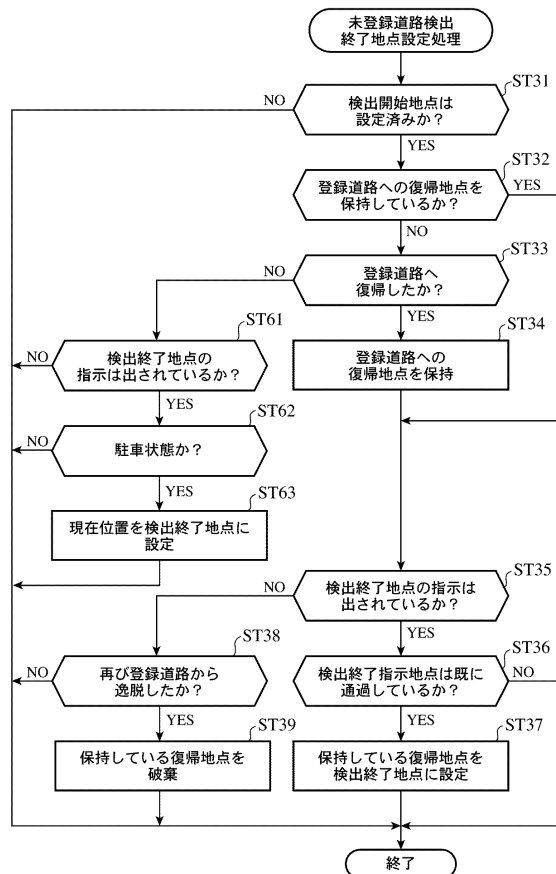 未登録道路検出
終了地点設定処理
ST31
検出開始地点は
設定済みか?
NO
YES
ST32
登録道路への復帰地点を
保持しているか?
YES
NO
ST33
登録道路へ
復帰したか?
NO
YES
ST61
検出終了地点の
指示は出されているか?
NO
YES
ST34
登録道路への
復帰地点を保持
ST62
駐車状態か?
NO
YES
ST63
現在位置を検出終了地点に
設定
ST35
検出終了地点の指示は
出されているか?
NO
YES
ST38
再び登録道路から
逸脱したか?
NO
YES
ST36
検出終了指示地点は既に
通過しているか?
NO
YES
ST39
保持している復帰地点を
破棄
ST37
保持している復帰地点を
検出終了地点に設定
終了